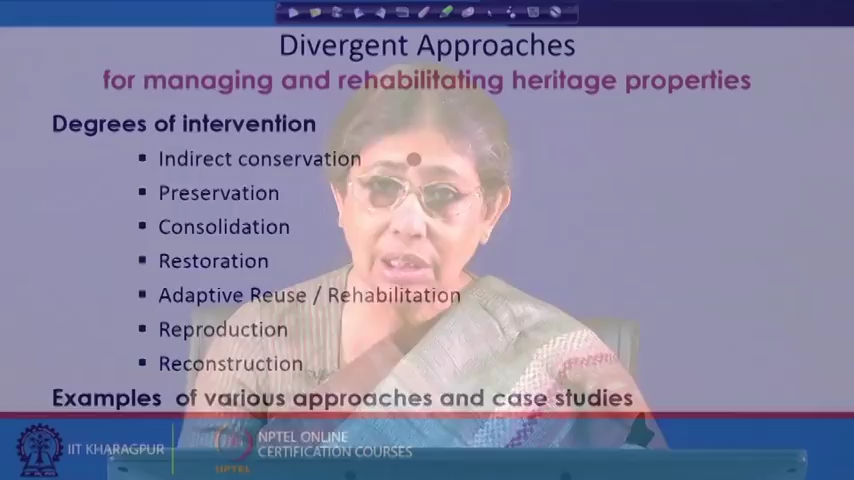 Divergent Approaches
for managing and rehabilitating heritage properties
Degrees of intervention
▪ Indirect conservation
▪ Preservation
▪ Consolidation
▪ Restoration
▪ Adaptive Reuse / Rehabilitation
▪ Reproduction
▪ Reconstruction
Examples of various approaches and case studies
IIT KHARAGPUR
NPTEL
NPTEL ONLINE
CERTIFICATION COURSES